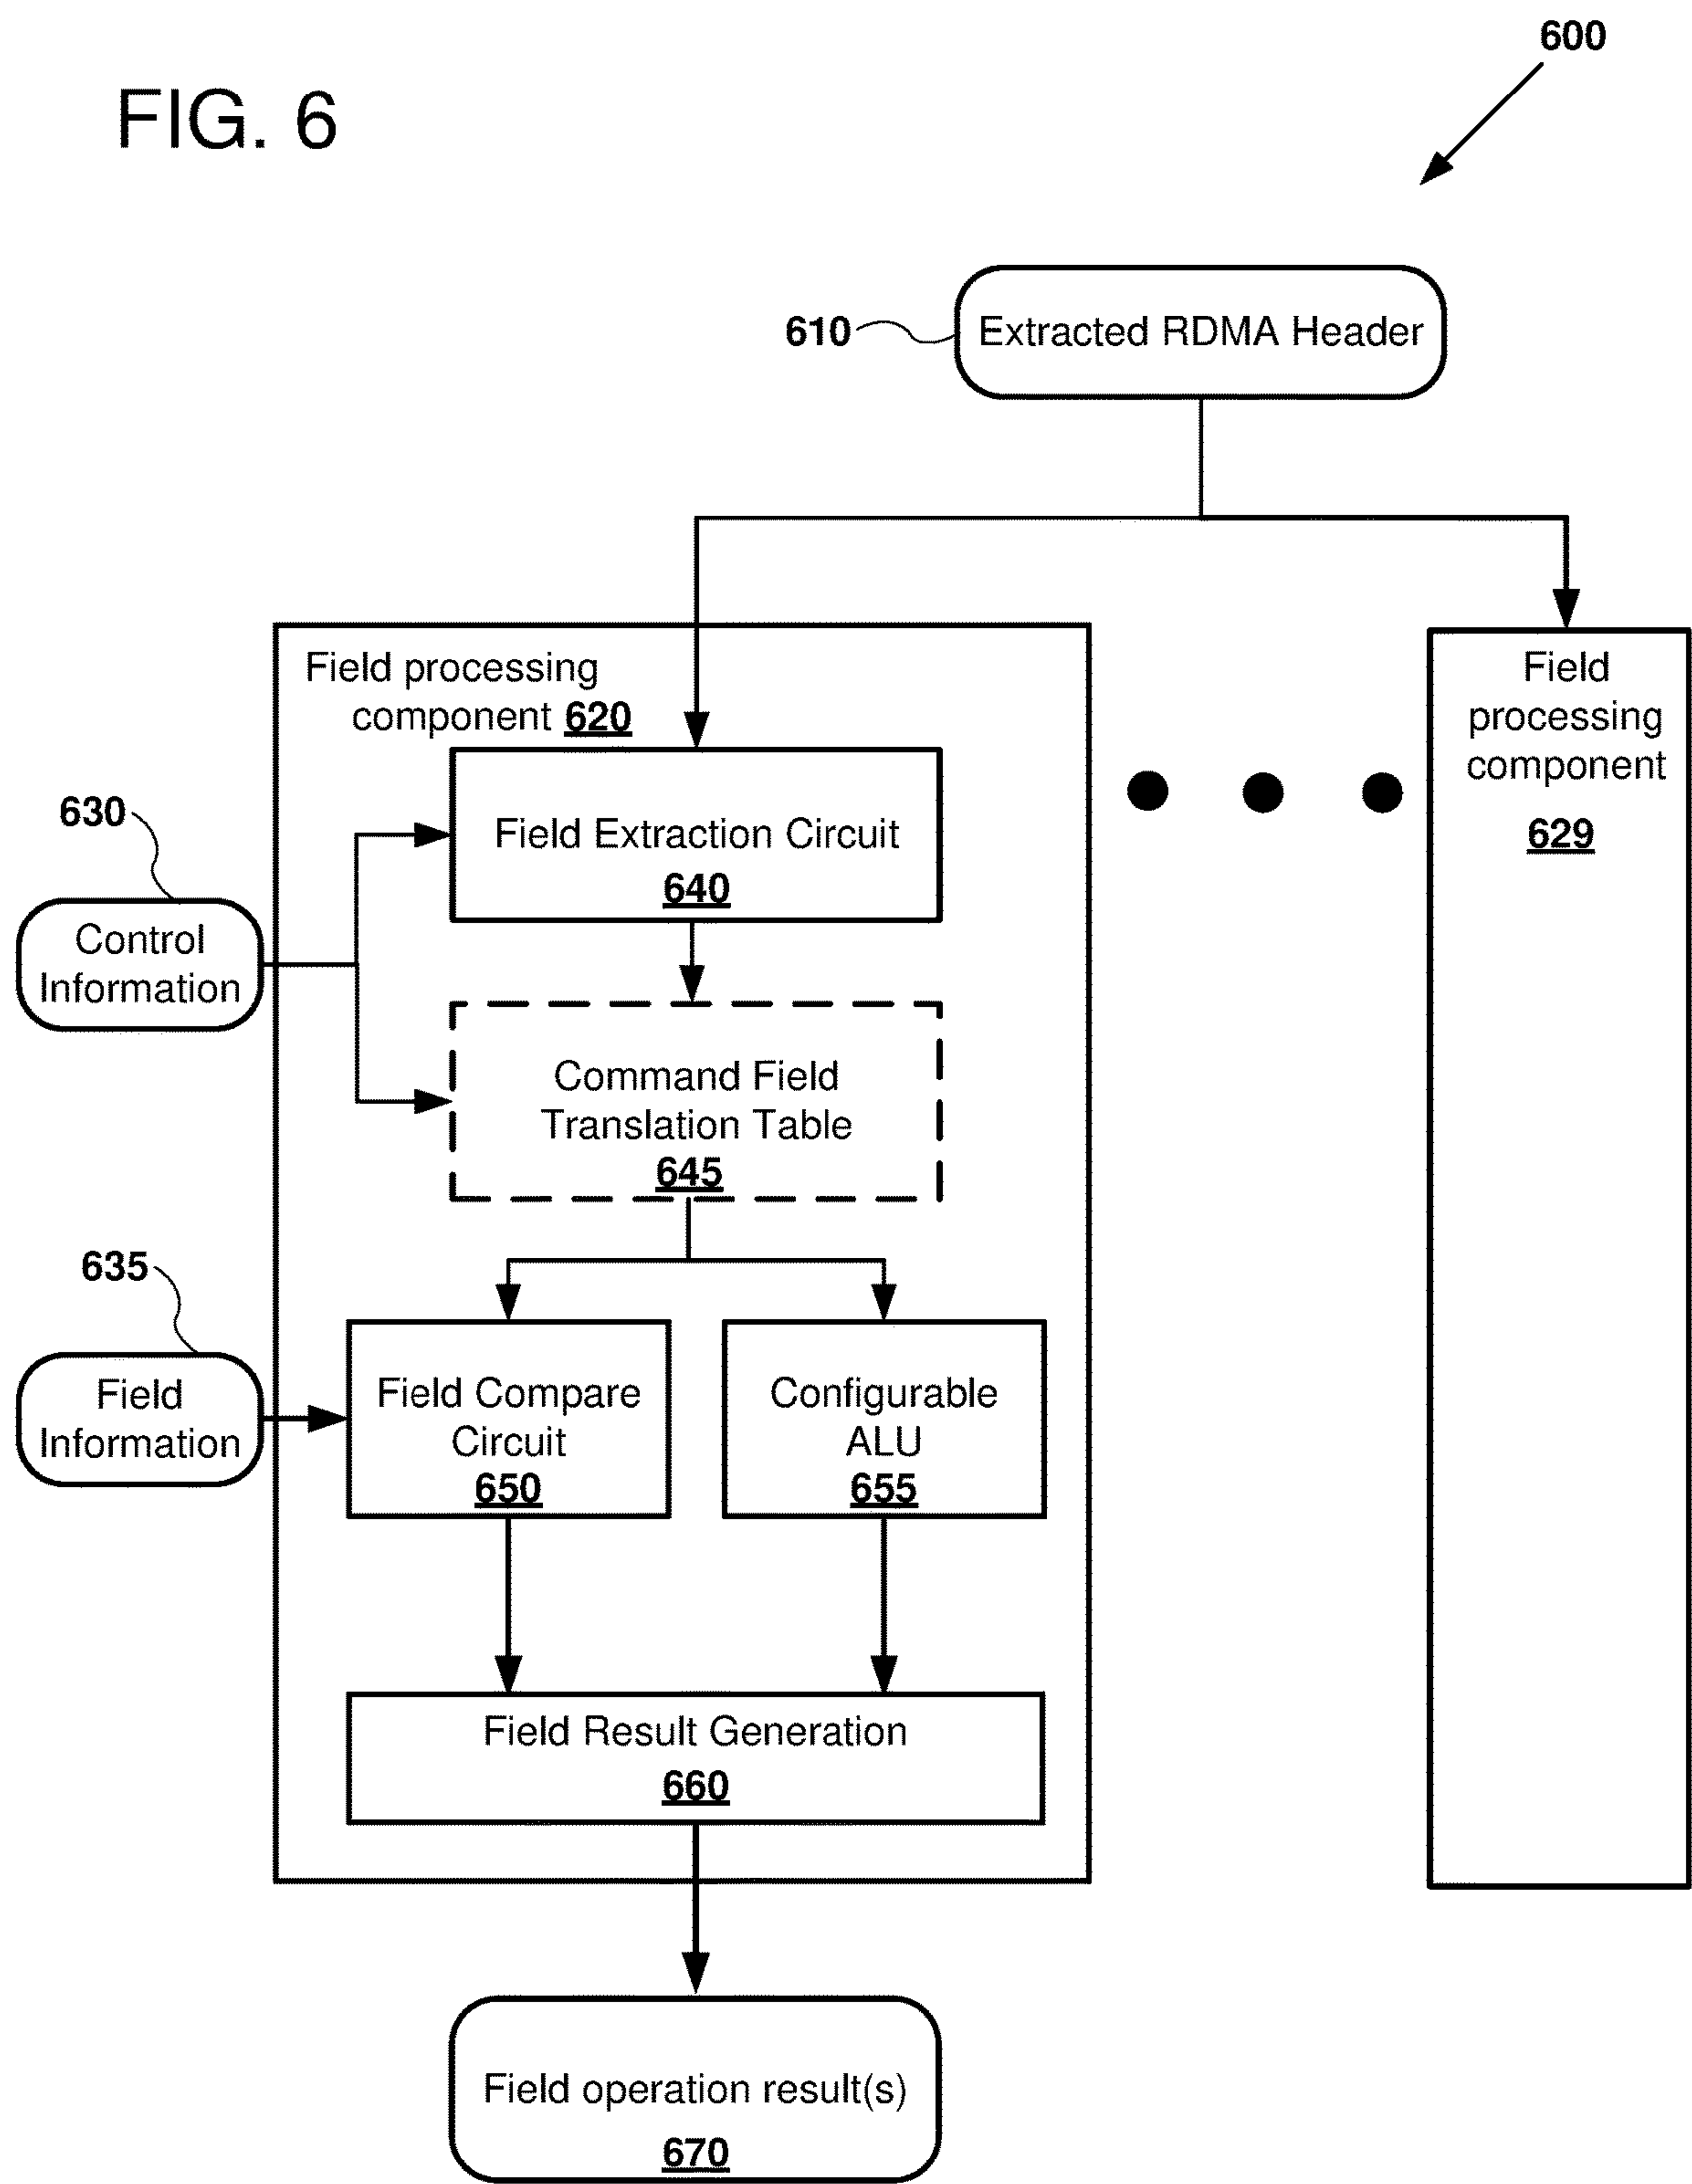 600
FIG. 6
610
Extracted RDMA Header
Field processing
component 620
Field
processing
component
629
630
Field Extraction Circuit
640
Control
Information
Command Field
Translation Table
645
635
Field
Information
Field Compare
Circuit
650
Configurable
ALU
655
Field Result Generation
660
Field operation result(s)
670